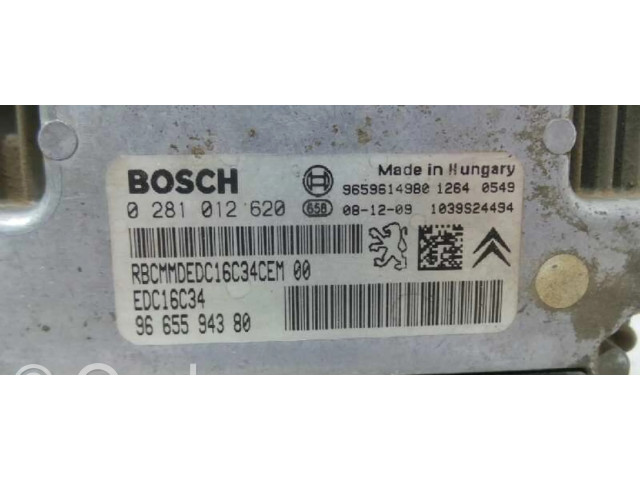 BOSCH
Made in Hungary
9659614980 1264 0549
0 281 012 620 658 08-12-09 1039S24494
RBCMMDEDC16C34CEM 00
EDC16C34
96 655 943 80